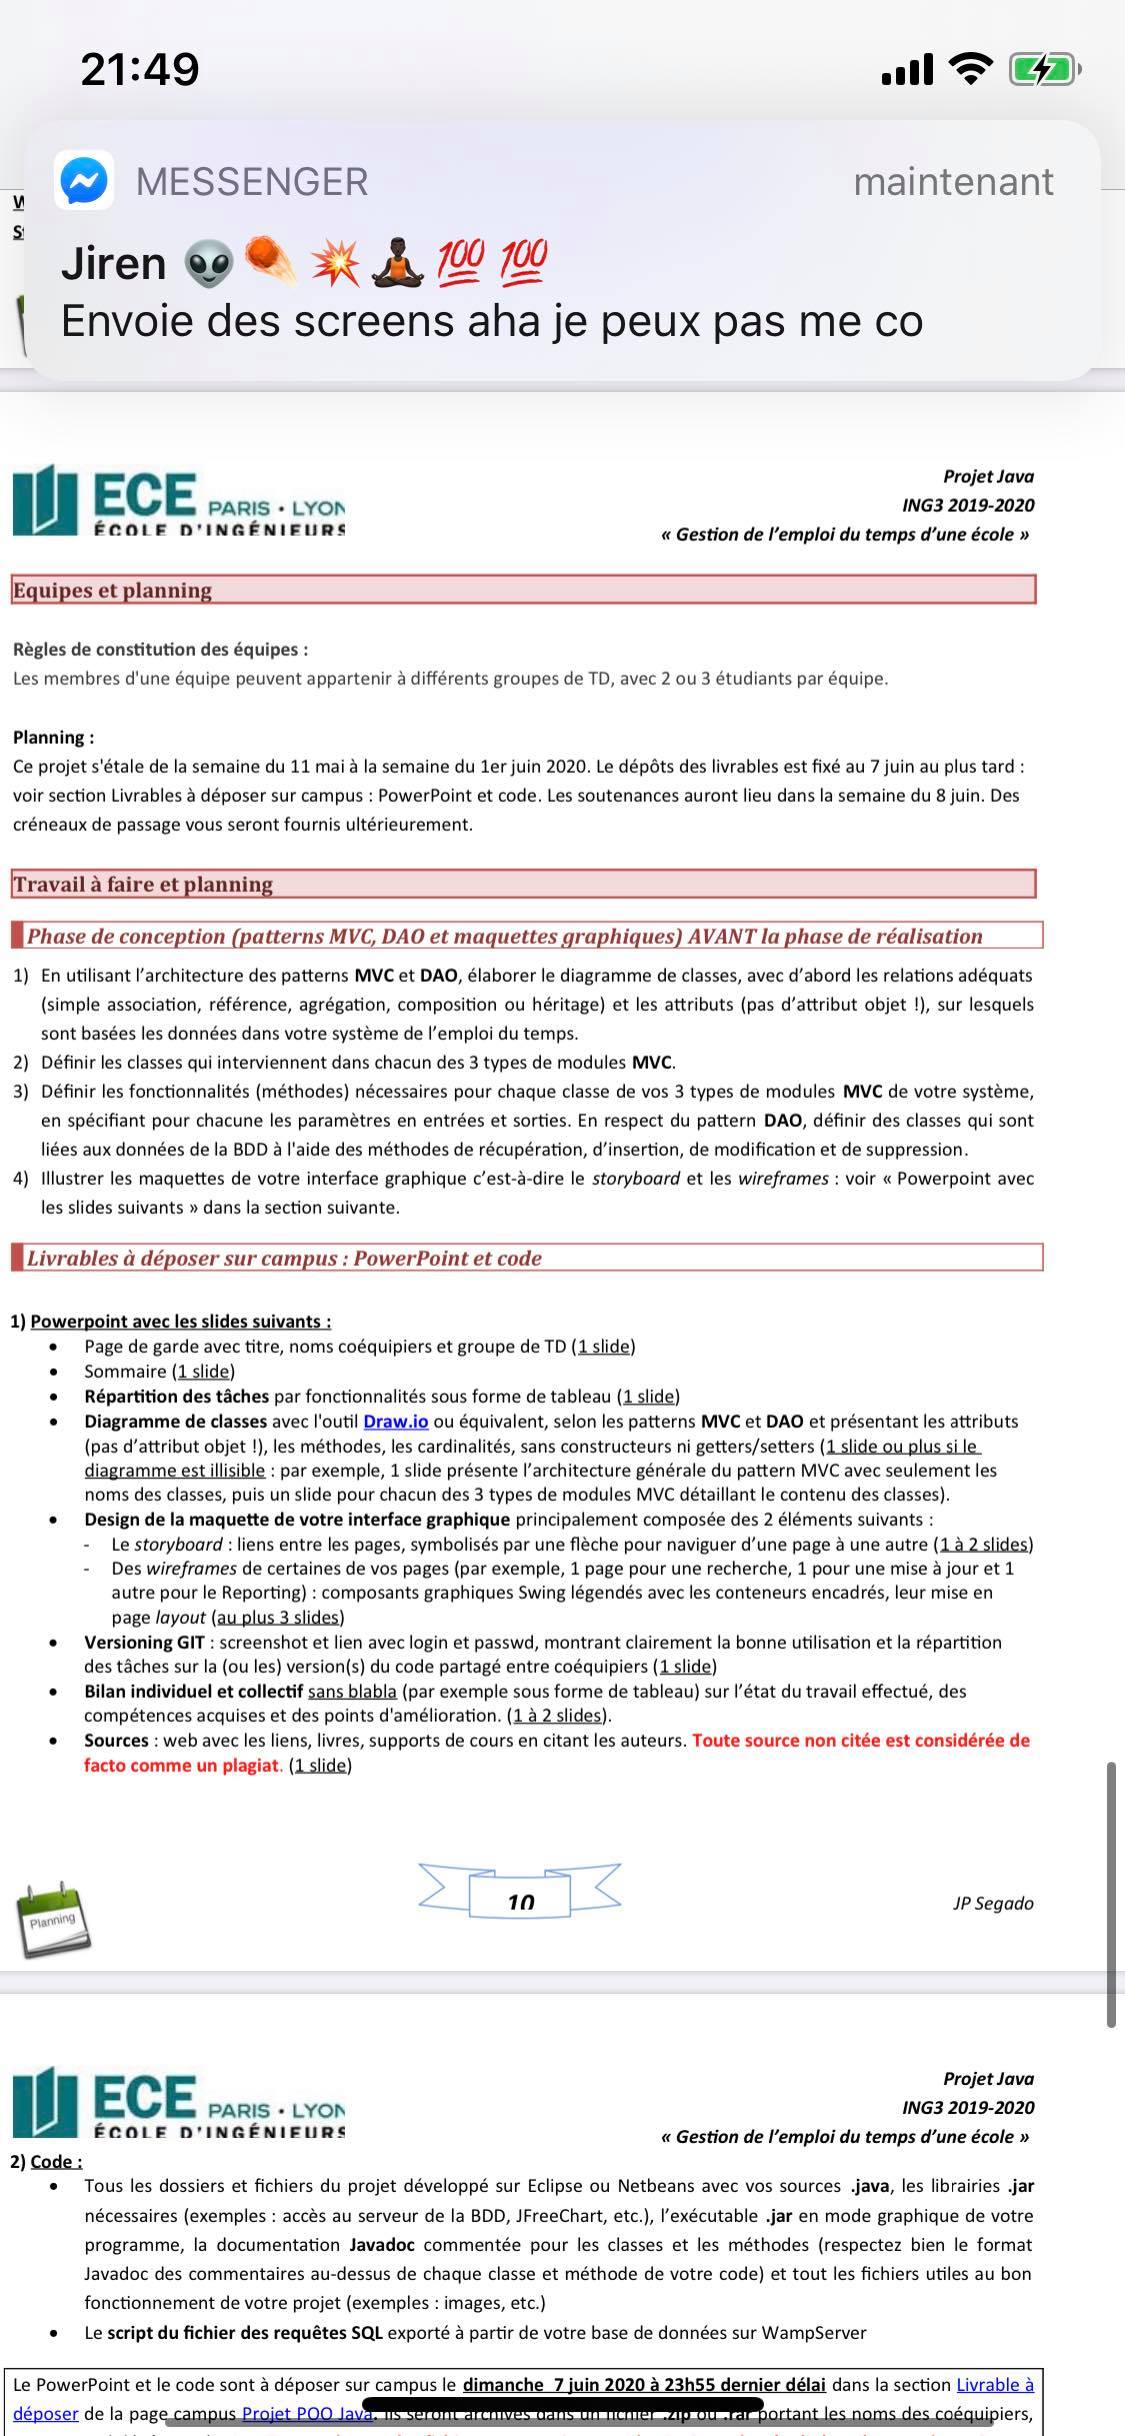 21:49
MESSENGER
maintenant
Jiren 👽☄️💥🧘🏿‍♂️💯💯
Envoie des screens aha je peux pas me co
ECE PARIS • LYON
ÉCOLE D'INGÉNIEURS
Projet Java
ING3 2019-2020
« Gestion de l'emploi du temps d'une école »
Equipes et planning
Règles de constitution des équipes :
Les membres d'une équipe peuvent appartenir à différents groupes de TD, avec 2 ou 3 étudiants par équipe.
Planning :
Ce projet s'étale de la semaine du 11 mai à la semaine du 1er juin 2020. Le dépôts des livrables est fixé au 7 juin au plus tard :
voir section Livrables à déposer sur campus : PowerPoint et code. Les soutenances auront lieu dans la semaine du 8 juin. Des
créneaux de passage vous seront fournis ultérieurement.
Travail à faire et planning
Phase de conception (patterns MVC, DAO et maquettes graphiques) AVANT la phase de réalisation
1) En utilisant l'architecture des patterns MVC et DAO, élaborer le diagramme de classes, avec d'abord les relations adéquats
(simple association, référence, agrégation, composition ou héritage) et les attributs (pas d'attribut objet !), sur lesquels
sont basées les données dans votre système de l'emploi du temps.
2) Définir les classes qui interviennent dans chacun des 3 types de modules MVC.
3) Définir les fonctionnalités (méthodes) nécessaires pour chaque classe de vos 3 types de modules MVC de votre système,
en spécifiant pour chacune les paramètres en entrées et sorties. En respect du pattern DAO, définir des classes qui sont
liées aux données de la BDD à l'aide des méthodes de récupération, d'insertion, de modification et de suppression.
4) Illustrer les maquettes de votre interface graphique c'est-à-dire le storyboard et les wireframes : voir « Powerpoint avec
les slides suivants » dans la section suivante.
Livrables à déposer sur campus : PowerPoint et code
1) Powerpoint avec les slides suivants :
• Page de garde avec titre, noms coéquipiers et groupe de TD (1 slide)
• Sommaire (1 slide)
• Répartition des tâches par fonctionnalités sous forme de tableau (1 slide)
• Diagramme de classes avec l'outil Draw.io ou équivalent, selon les patterns MVC et DAO et présentant les attributs
(pas d'attribut objet !), les méthodes, les cardinalités, sans constructeurs ni getters/setters (1 slide ou plus si le
diagramme est illisible : par exemple, 1 slide présente l'architecture générale du pattern MVC avec seulement les
noms des classes, puis un slide pour chacun des 3 types de modules MVC détaillant le contenu des classes).
• Design de la maquette de votre interface graphique principalement composée des 2 éléments suivants :
- Le storyboard : liens entre les pages, symbolisés par une flèche pour naviguer d'une page à une autre (1 à 2 slides)
- Des wireframes de certaines de vos pages (par exemple, 1 page pour une recherche, 1 pour une mise à jour et 1
autre pour le Reporting) : composants graphiques Swing légendés avec les conteneurs encadrés, leur mise en
page layout (au plus 3 slides)
• Versioning GIT : screenshot et lien avec login et passwd, montrant clairement la bonne utilisation et la répartition
des tâches sur la (ou les) version(s) du code partagé entre coéquipiers (1 slide)
• Bilan individuel et collectif sans blabla (par exemple sous forme de tableau) sur l'état du travail effectué, des
compétences acquises et des points d'amélioration. (1 à 2 slides).
• Sources : web avec les liens, livres, supports de cours en citant les auteurs. Toute source non citée est considérée de
facto comme un plagiat. (1 slide)
Planning
10
JP Segado
ECE PARIS • LYON
ÉCOLE D'INGÉNIEURS
Projet Java
ING3 2019-2020
« Gestion de l'emploi du temps d'une école »
2) Code :
• Tous les dossiers et fichiers du projet développé sur Eclipse ou Netbeans avec vos sources .java, les librairies .jar
nécessaires (exemples : accès au serveur de la BDD, JFreeChart, etc.), l'exécutable .jar en mode graphique de votre
programme, la documentation Javadoc commentée pour les classes et les méthodes (respectez bien le format
Javadoc des commentaires au-dessus de chaque classe et méthode de votre code) et tout les fichiers utiles au bon
fonctionnement de votre projet (exemples : images, etc.)
• Le script du fichier des requêtes SQL exporté à partir de votre base de données sur WampServer
Le PowerPoint et le code sont à déposer sur campus le dimanche 7 juin 2020 à 23h55 dernier délai dans la section Livrable à
déposer de la page campus Projet POO Java. Ils seront archivés dans un fichier .zip ou .rar portant les noms des coéquipiers,